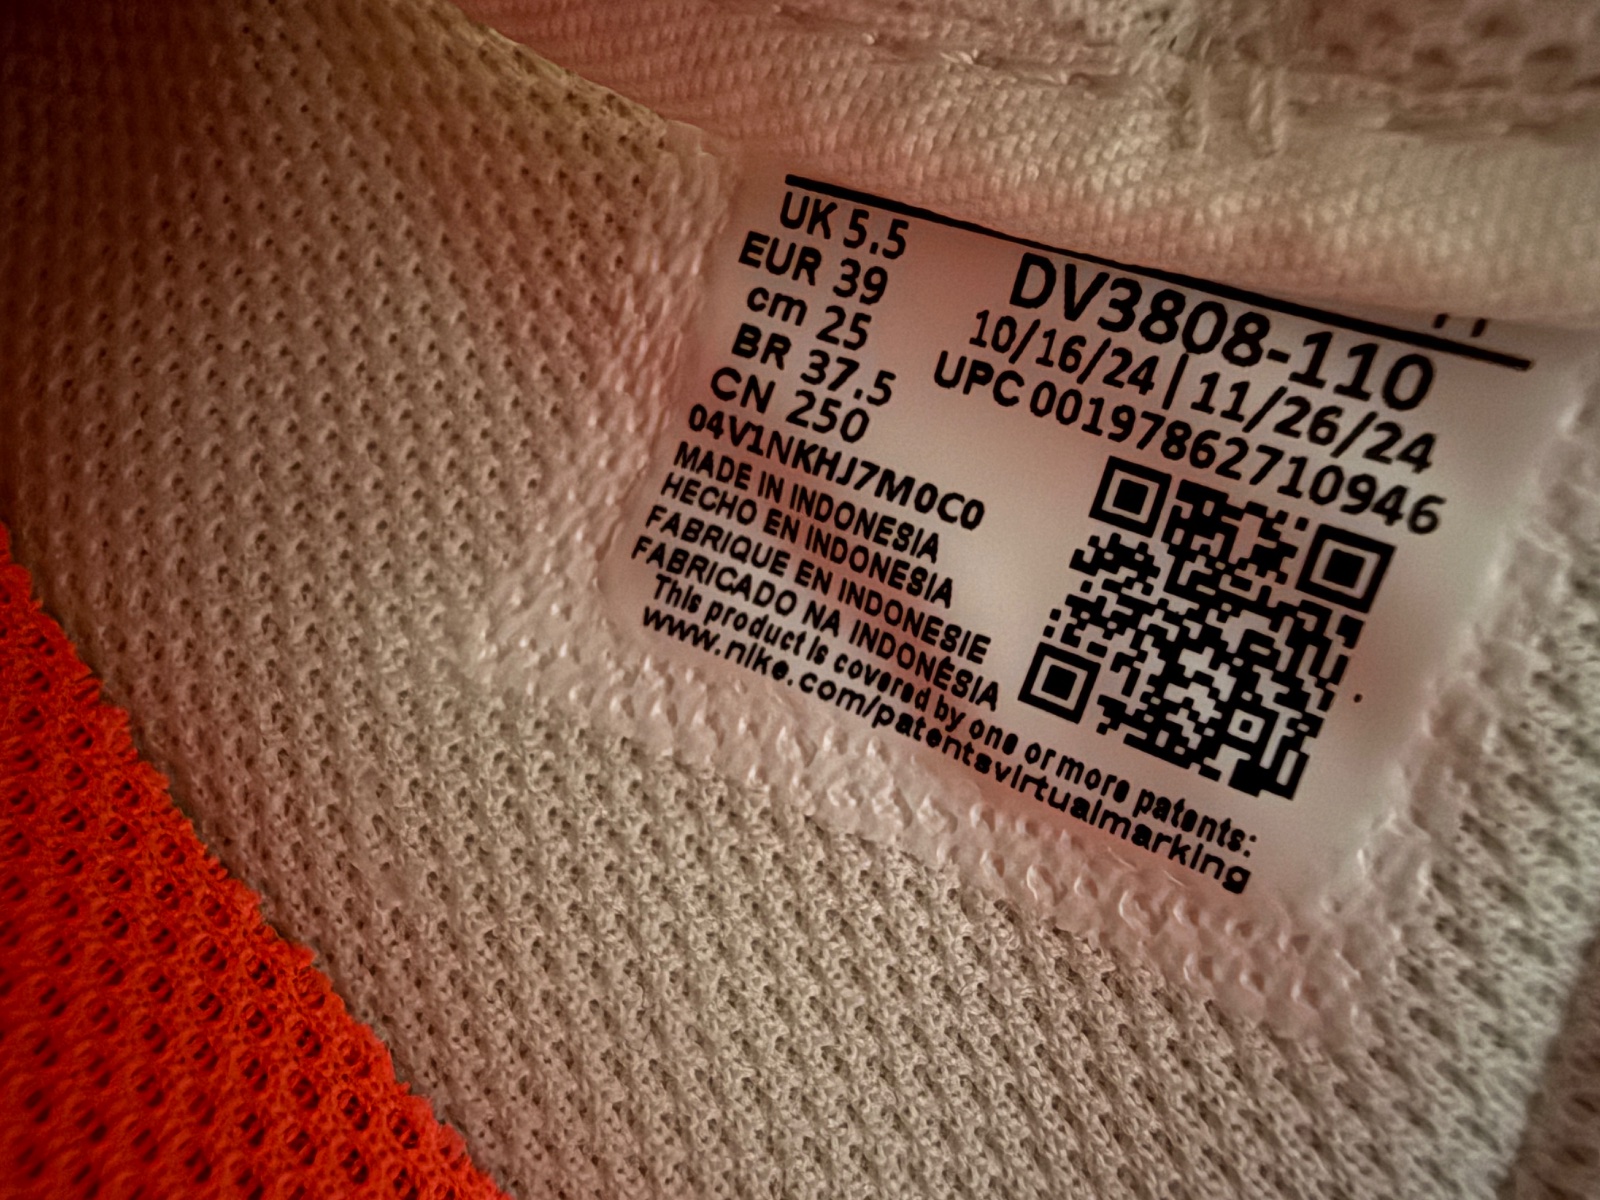 UK 5.5
EUR 39
cm 25
BR 37.5
CN 250
04V1NKHJ7M0C0
MADE IN INDONESIA
HECHO EN INDONESIA
FABRIQUE EN INDONESIE
FABRICADO NA INDONÉSIA
This product is covered by one or more patents:
www.nike.com/patentsvirtualmarking
DV3808-110
10/16/24 | 11/26/24
UPC 00197862710946